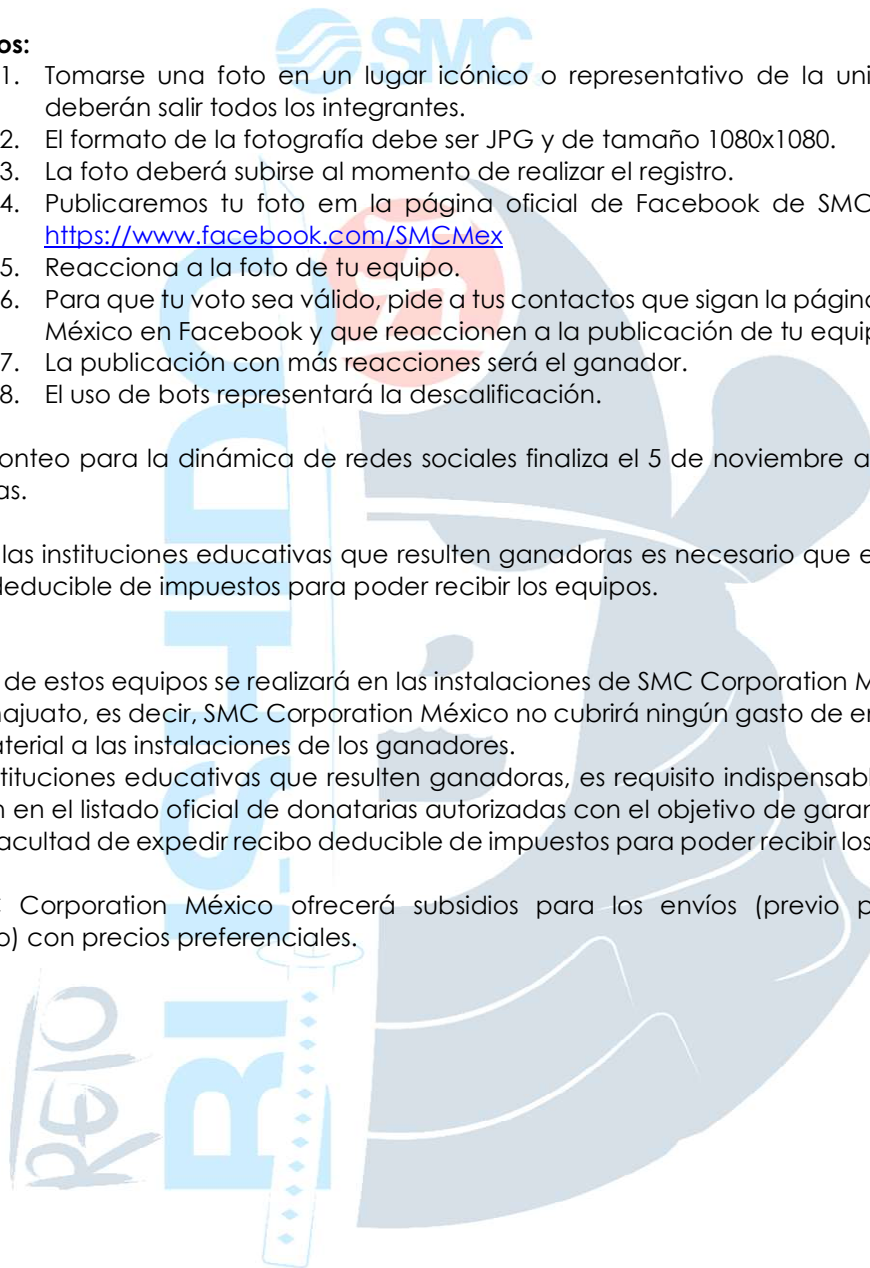 SMC
os:
1. Tomarse una foto en un lugar icónico o representativo de la uni
deberán salir todos los integrantes.
2. El formato de la fotografía debe ser JPG y de tamaño 1080x1080.
3. La foto deberá subirse al momento de realizar el registro.
4. Publicaremos tu foto em la página oficial de Facebook de SMC
https://www.facebook.com/SMCMex
5. Reacciona a la foto de tu equipo.
6. Para que tu voto sea válido, pide a tus contactos que sigan la página
México en Facebook y que reaccionen a la publicación de tu equip
7. La publicación con más reacciones será el ganador.
8. El uso de bots representará la descalificación.
onteo para la dinámica de redes sociales finaliza el 5 de noviembre a
as.
las instituciones educativas que resulten ganadoras es necesario que e
deducible de impuestos para poder recibir los equipos.
de estos equipos se realizará en las instalaciones de SMC Corporation M
najuato, es decir, SMC Corporation México no cubrirá ningún gasto de en
aterial a las instalaciones de los ganadores.
tituciones educativas que resulten ganadoras, es requisito indispensabl
n en el listado oficial de donatarias autorizadas con el objetivo de garan
acultad de expedir recibo deducible de impuestos para poder recibir los
C Corporation México ofrecerá subsidios para los envíos (previo p
o) con precios preferenciales.
RETO
BUSHIDO